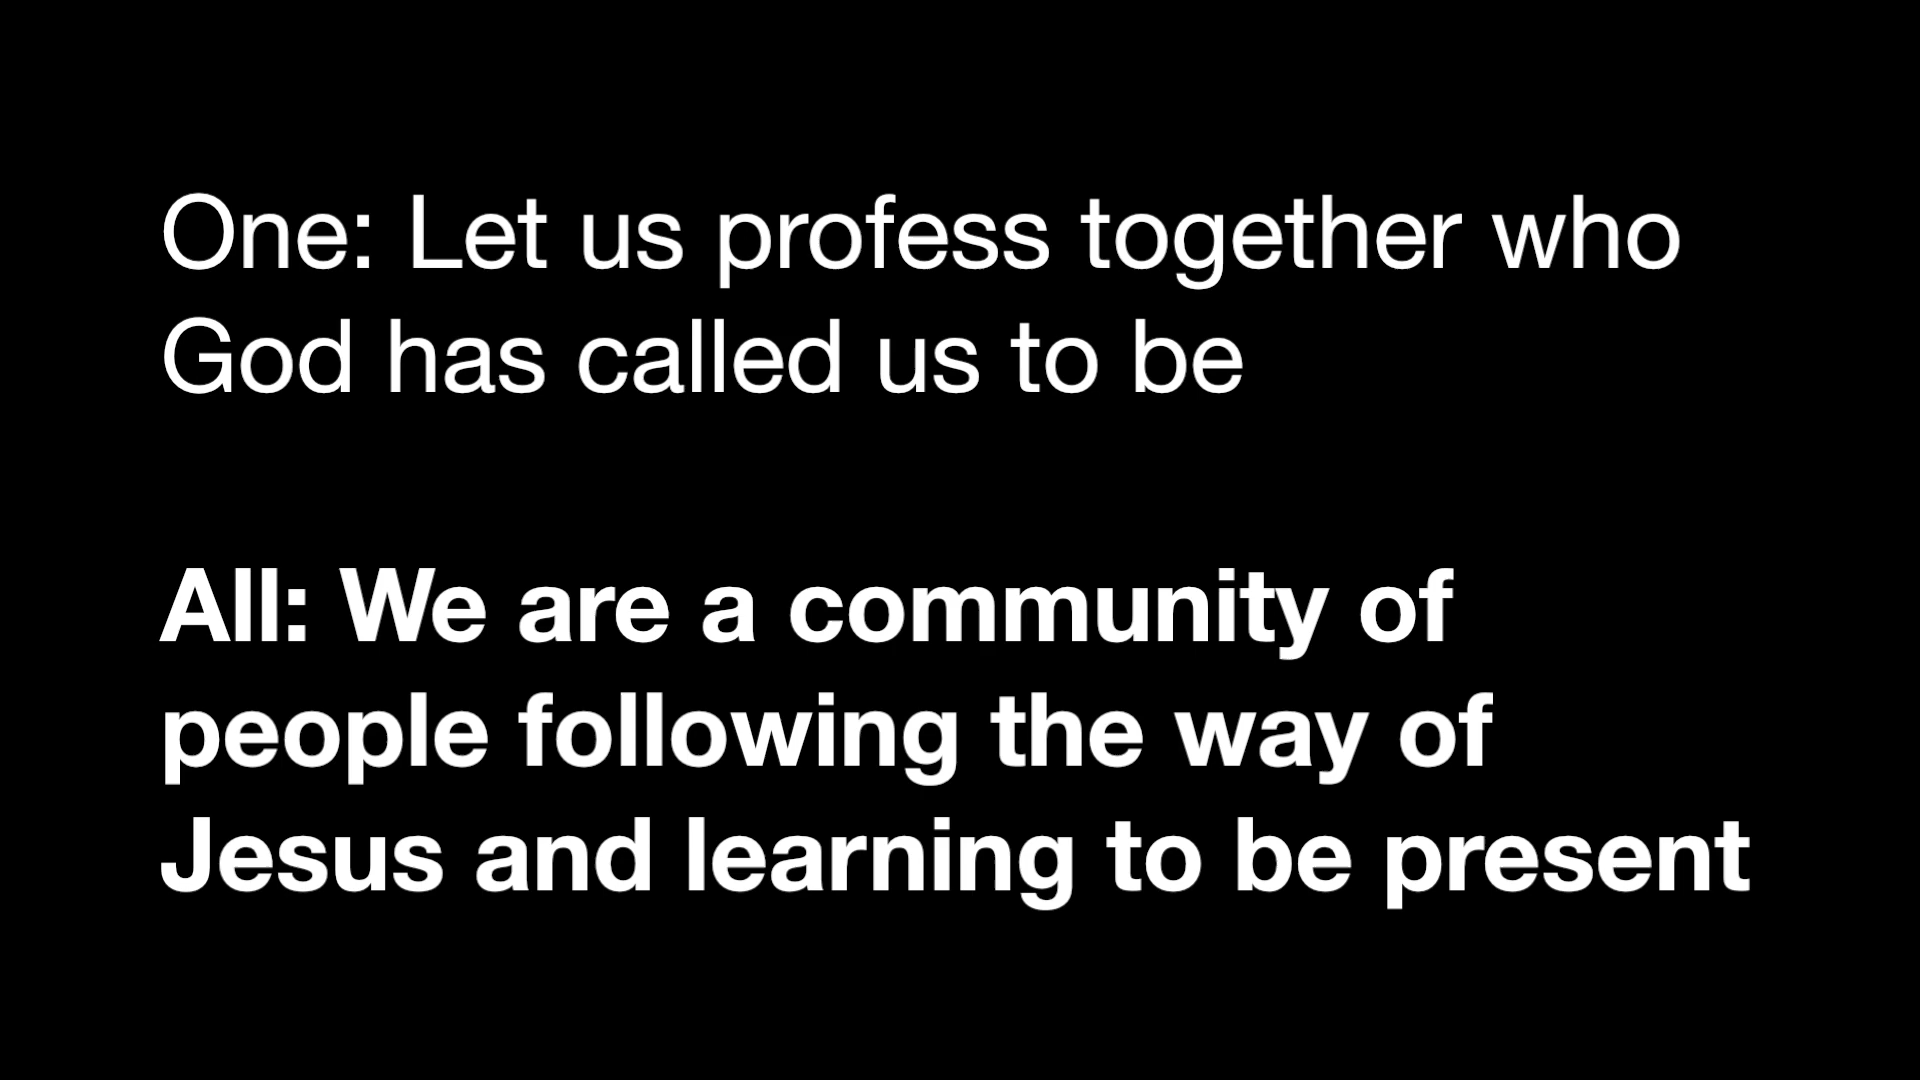 One: Let us profess together who
God has called us to be
All: We are a community of
people following the way of
Jesus and learning to be present